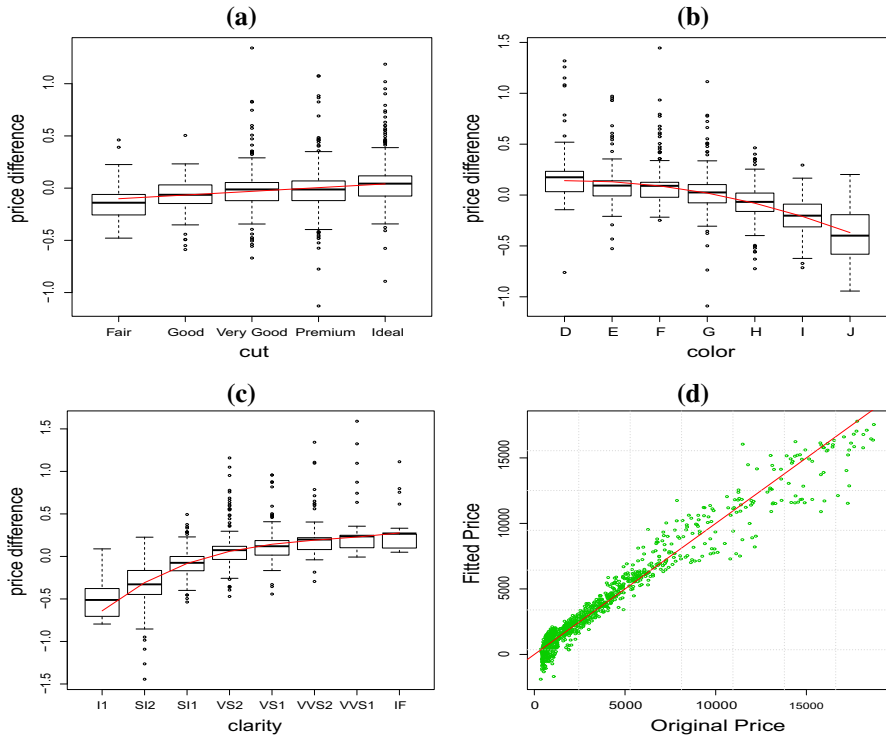 (a)
price difference
1.0
0.5
0.0
-0.5
-1.0
Fair Good Very Good Premium Ideal
cut
(b)
price difference
1.5
1.0
0.5
0.0
-0.5
-1.0
D E F G H I J
color
(c)
price difference
1.5
1.0
0.5
0.0
-0.5
-1.0
-1.5
I1 SI2 SI1 VS2 VS1 VVS2 VVS1 IF
clarity
(d)
Fitted Price
15000
10000
5000
0
0 5000 10000 15000
Original Price